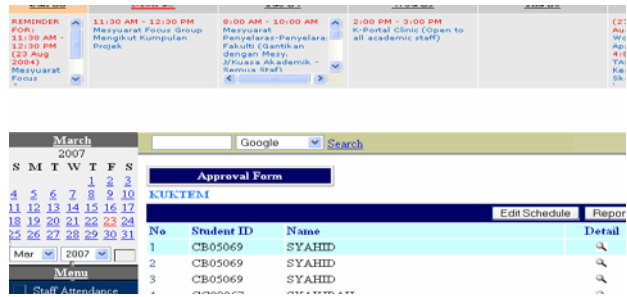 REMINDER
FOR:
11:30 AM -
12:30 PM
(23 Aug
2004)
Mesyuarat
Focus
11:30 AM - 12:30 PM
Mesyuarat Focus Group
Mengikut Kumpulan
Projek
8:00 AM - 10:00 AM
Mesyuarat
Penyelaras-Penyelara
Fakulti (Gantikan
dengan Mesy.
J/Kuasa Akademik -
Semua Staf)
2:00 PM - 3:00 PM
K-Portal Clinic (Open to
all academic staff)
March
2007
S M T W T F S
1 2 3
4 5 6 7 8 9 10
11 12 13 14 15 16 17
18 19 20 21 22 23 24
25 26 27 28 29 30 31
Mar 2007
Menu
Staff Attendance
Google Search
Approval Form
KUKTEM
Edit Schedule Repor
No Student ID Name Detail
1 CB05069 SYAHID
2 CB05069 SYAHID
3 CB05069 SYAHID